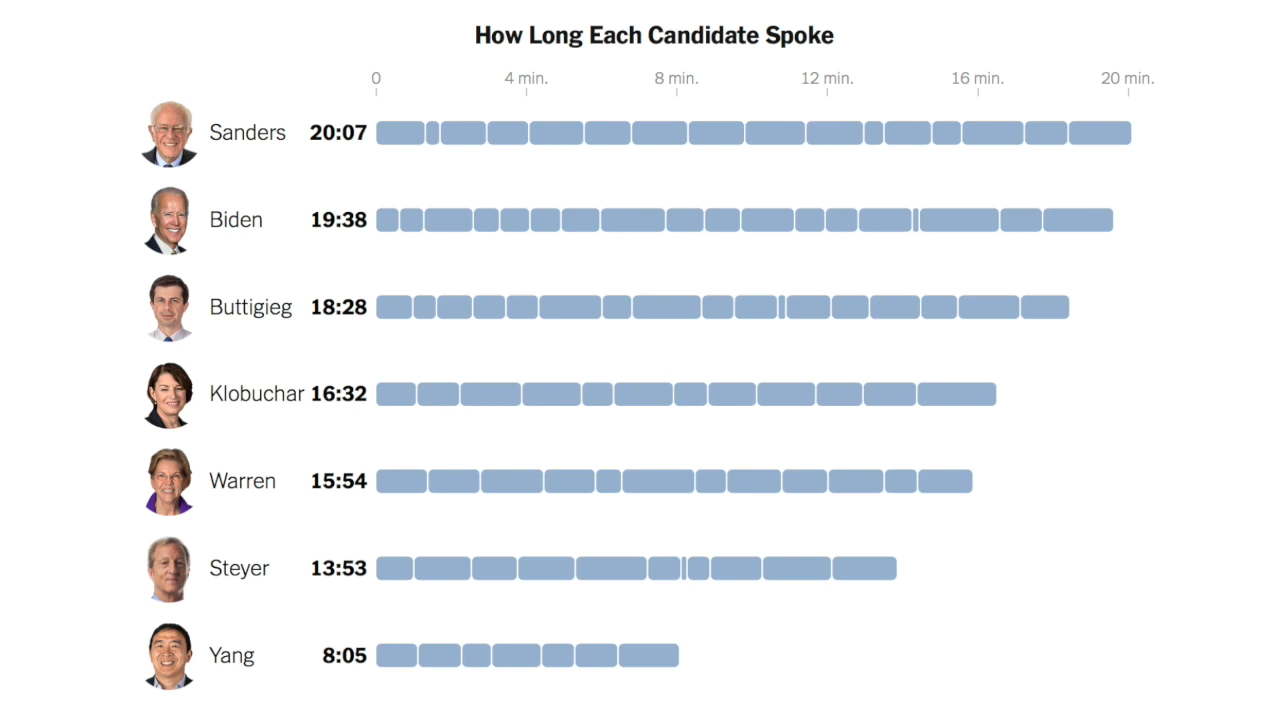 How Long Each Candidate Spoke
0 4 min. 8 min. 12 min. 16 min. 20 min.
Sanders 20:07
Biden 19:38
Buttigieg 18:28
Klobuchar 16:32
Warren 15:54
Steyer 13:53
Yang 8:05